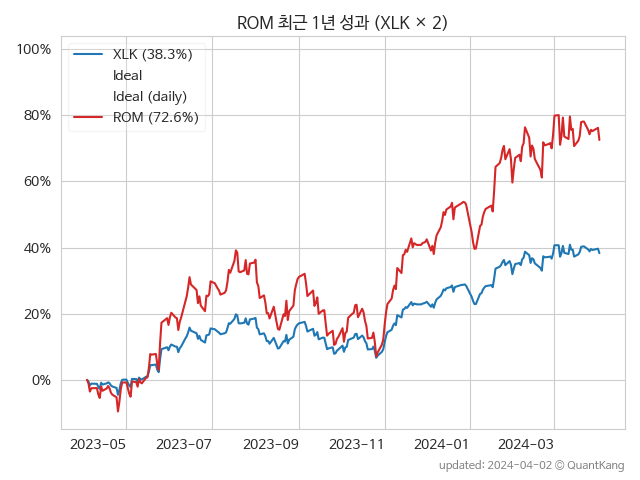 ROM 최근 1년 성과 (XLK × 2)
100%
80%
60%
40%
20%
0%
XLK (38.3%)
Ideal
Ideal (daily)
ROM (72.6%)
2023-05
2023-07
2023-09
2023-11
2024-01
2024-03
updated: 2024-04-02 © QuantKang